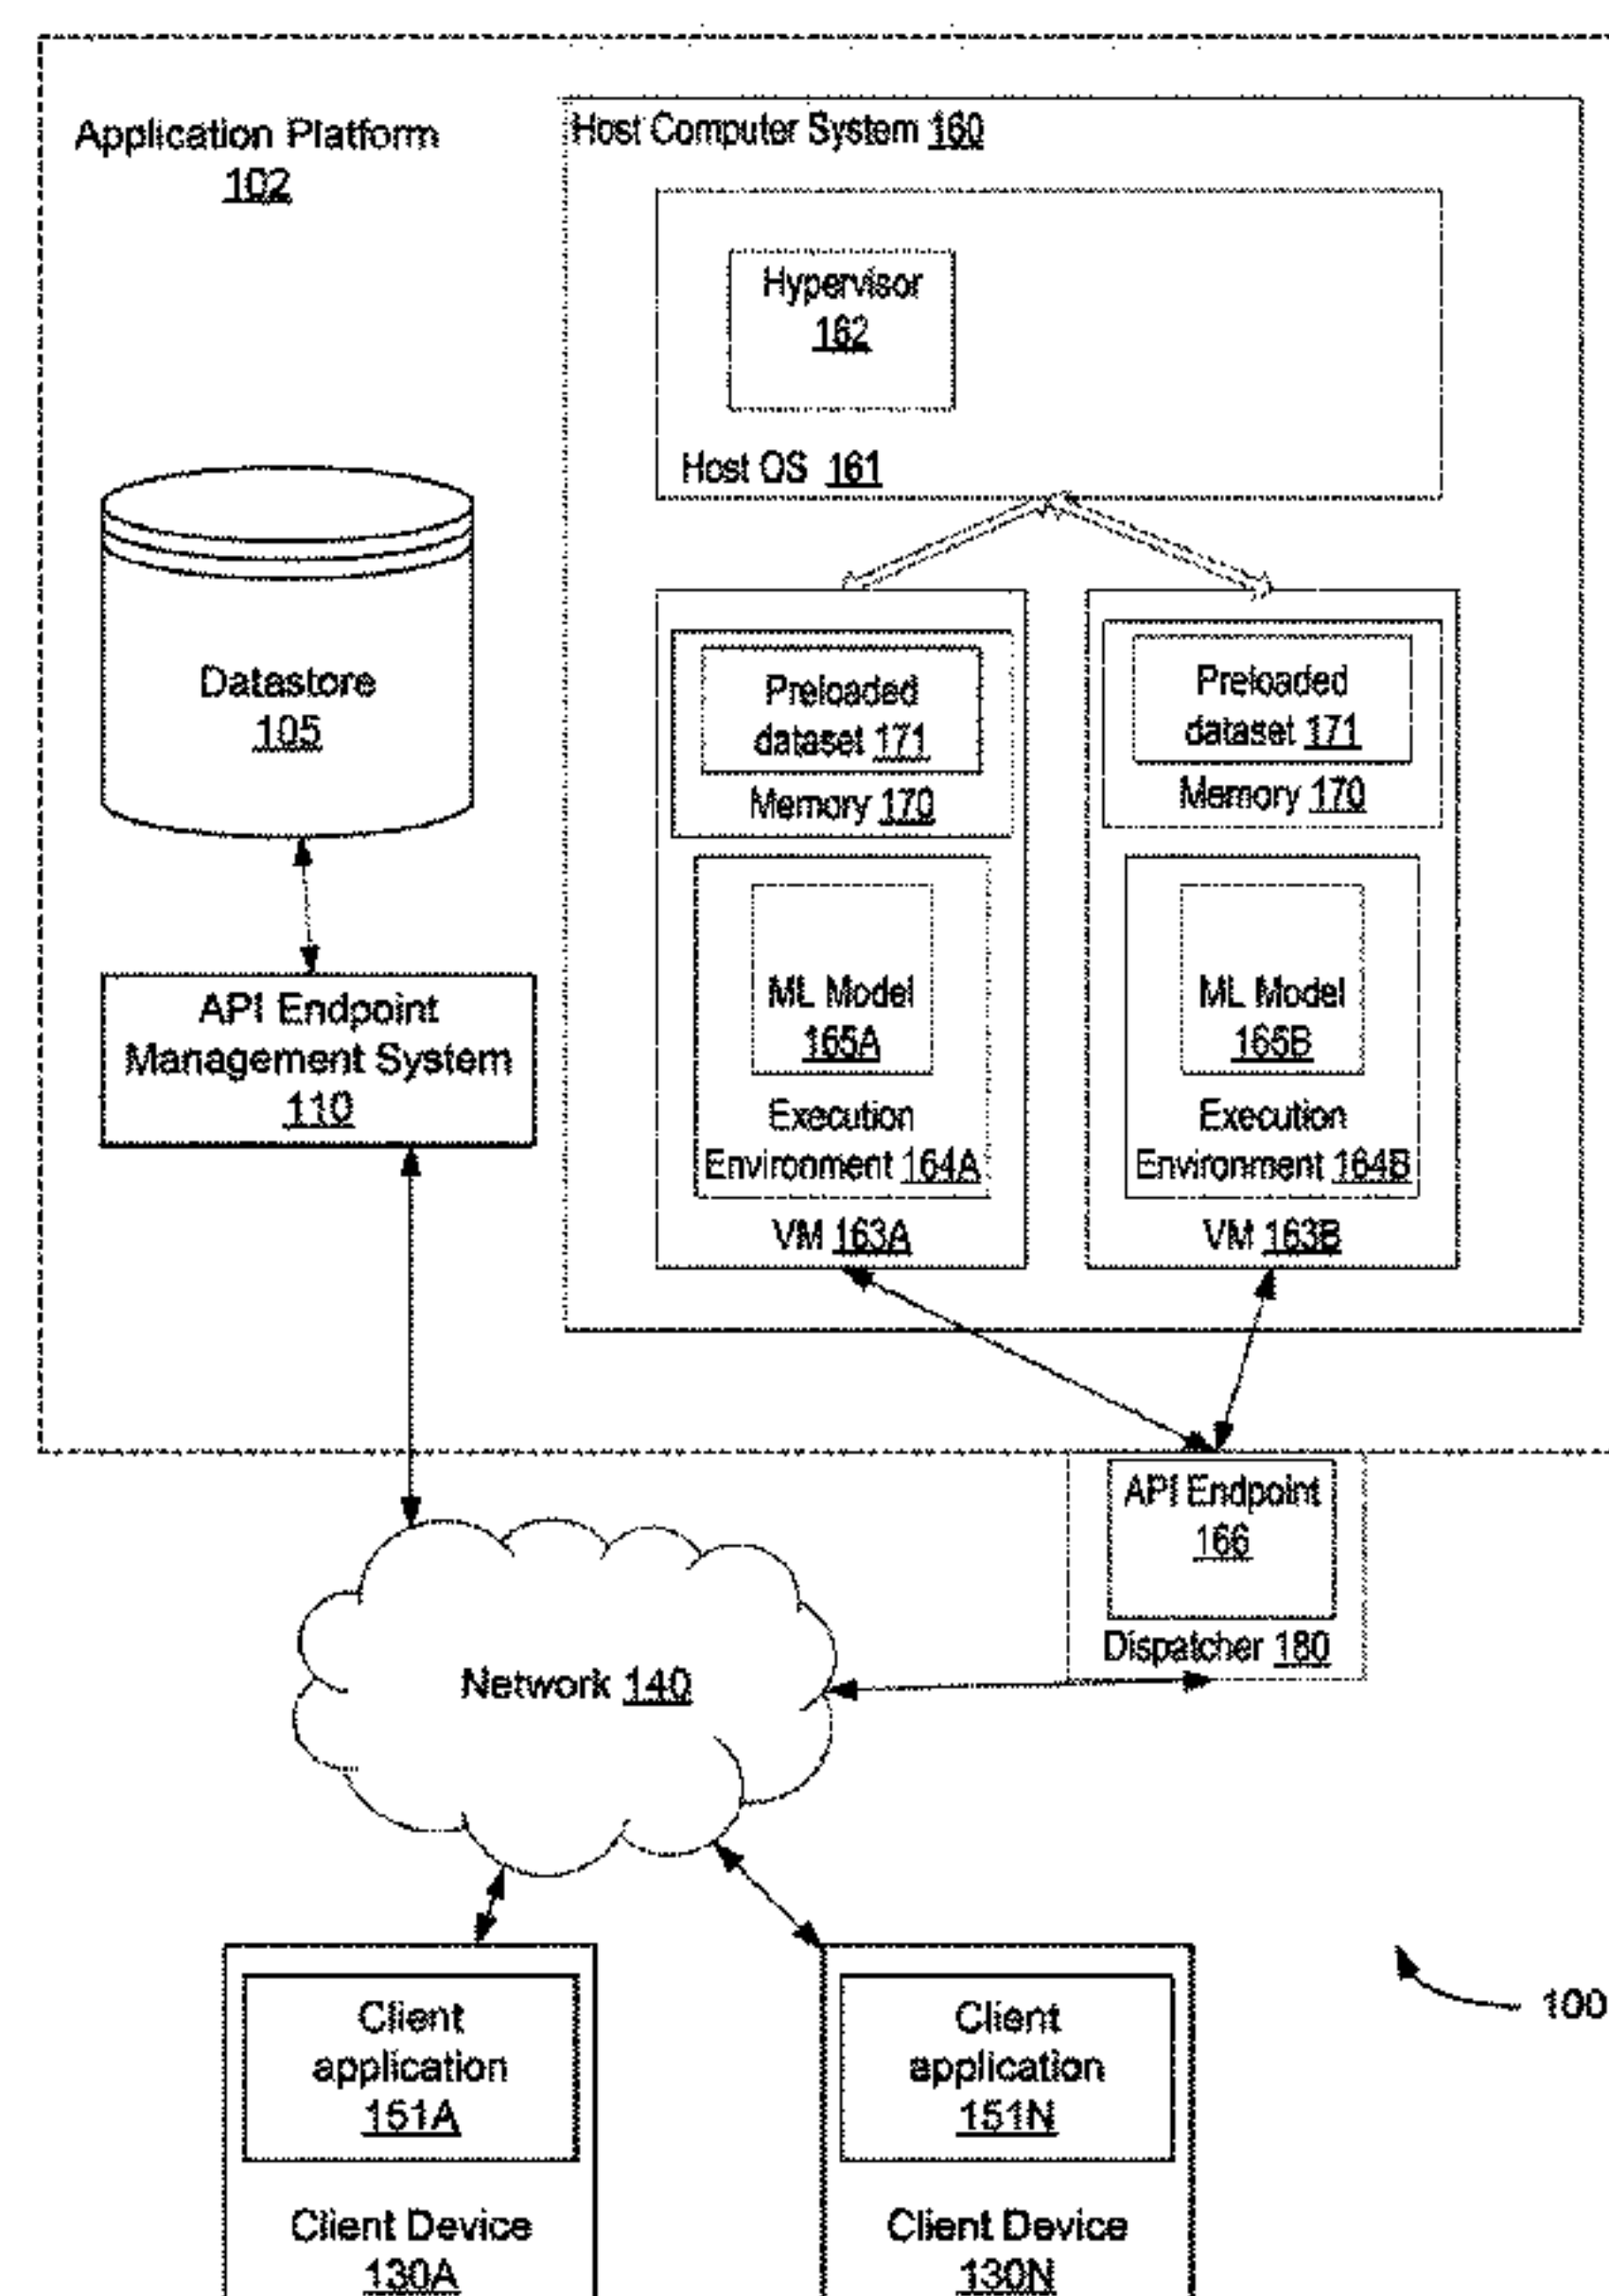 Application Platform
102
Host Computer System 160
Hypervisor
162
Host OS 161
Datastore
105
Preloaded
dataset 171
Memory 170
Preloaded
dataset 171
Memory 170
API Endpoint
Management System
110
ML Model
165A
Execution
Environment 164A
VM 163A
ML Model
165B
Execution
Environment 164B
VM 163B
API Endpoint
166
Dispatcher 180
Network 140
Client
application
151A
Client Device
130A
Client
application
151N
Client Device
130N
100